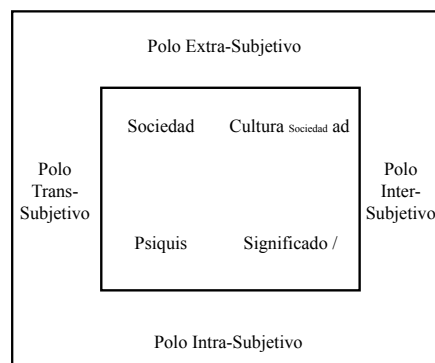 Polo Extra-Subjetivo
Sociedad
Cultura Sociedad ad
Polo
Trans-
Subjetivo
Polo
Inter-
Subjetivo
Psiquis
Significado /
Polo Intra-Subjetivo